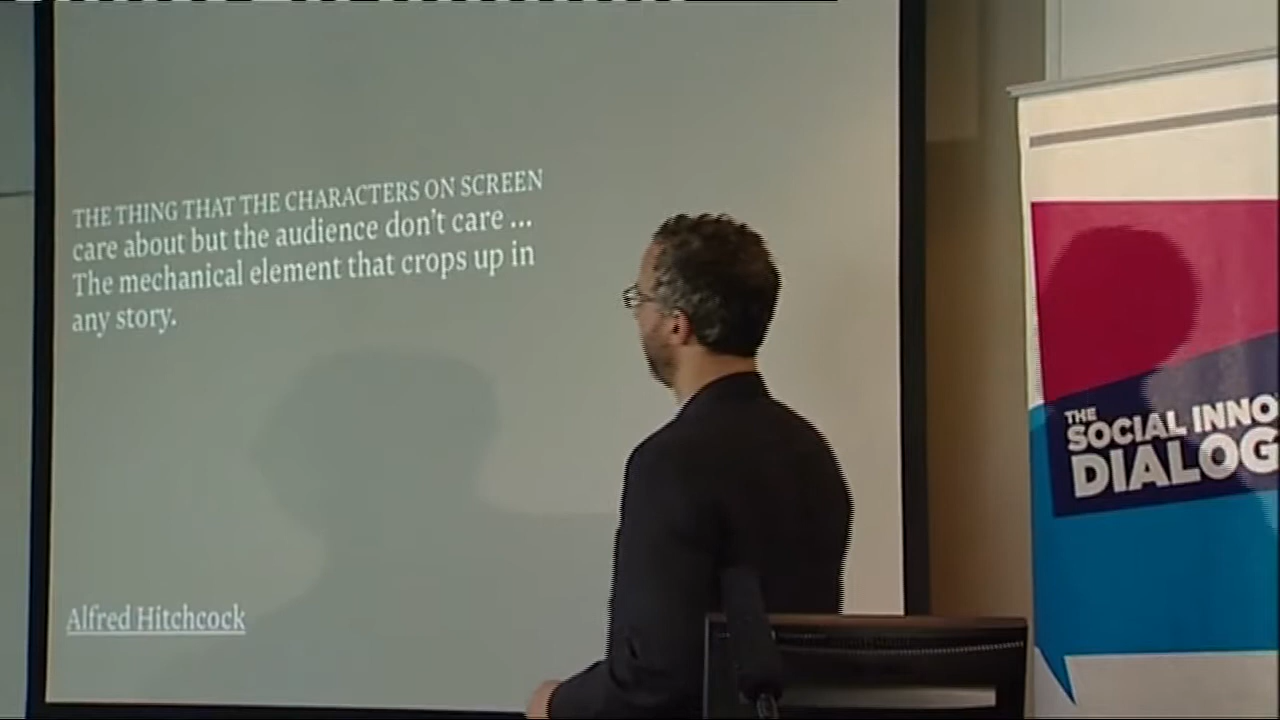 THE THING THAT THE CHARACTERS ON SCREEN
care about but the audience don't care ...
The mechanical element that crops up in
any story.
Alfred Hitchcock
THE
SOCIAL INNO
DIALOG